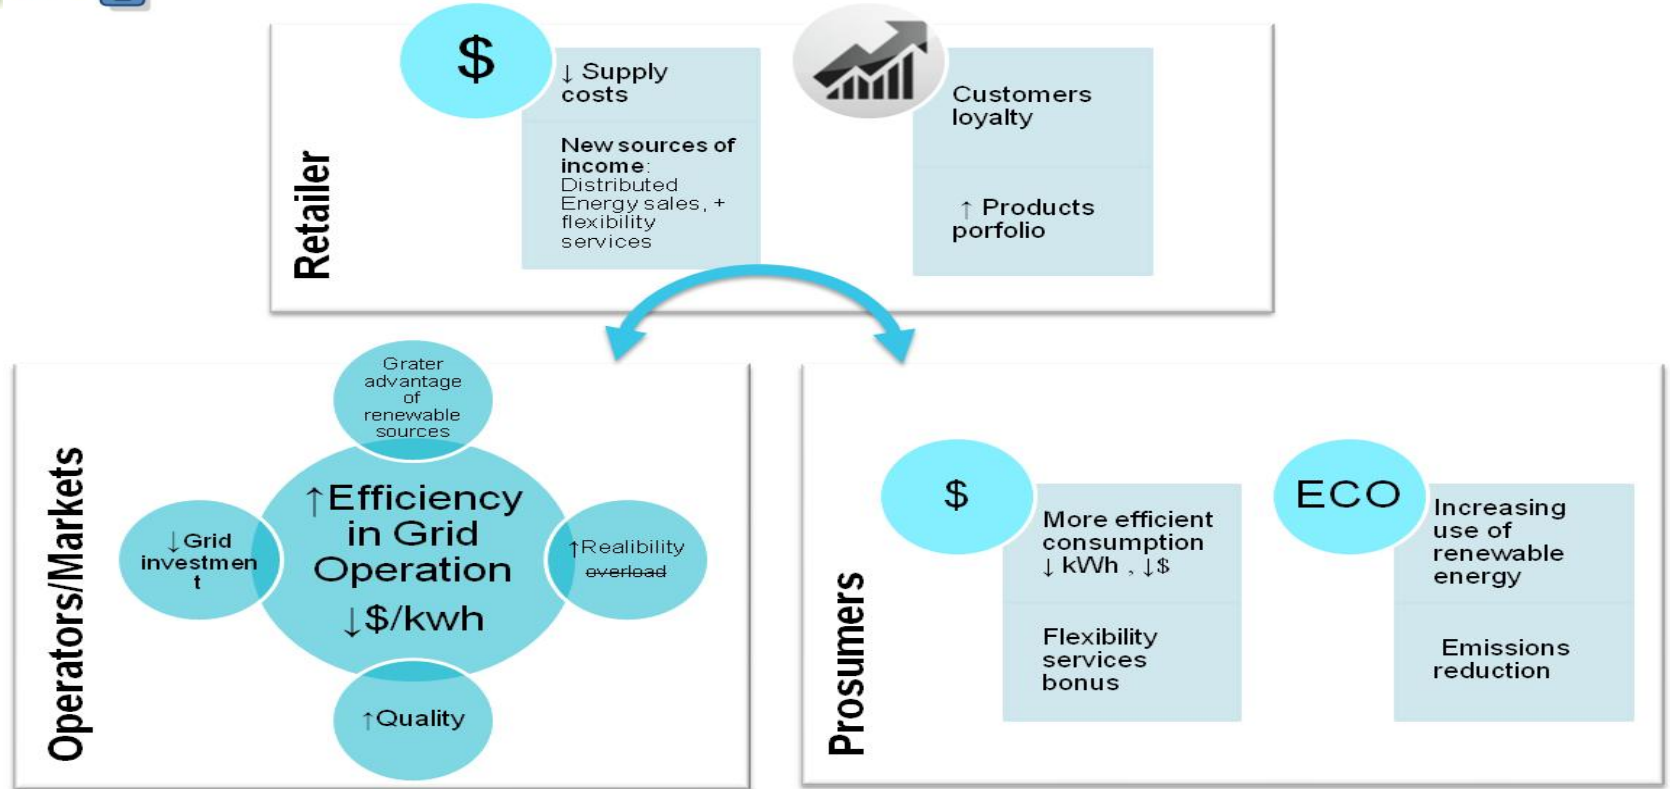 Retailer
$
↓ Supply
costs
New sources of
income:
Distributed
Energy sales, +
flexibility
services
Customers
loyalty
↑ Products
porfolio
Operators/Markets
Grater
advantage
of
renewable
sources
↓Grid
investmen
t
↑Efficiency
in Grid
Operation
↓$/kwh
↑Realibility
overload
↑Quality
Prosumers
$
More efficient
consumption
↓ kWh , ↓$
Flexibility
services
bonus
ECO
Increasing
use of
renewable
energy
Emissions
reduction